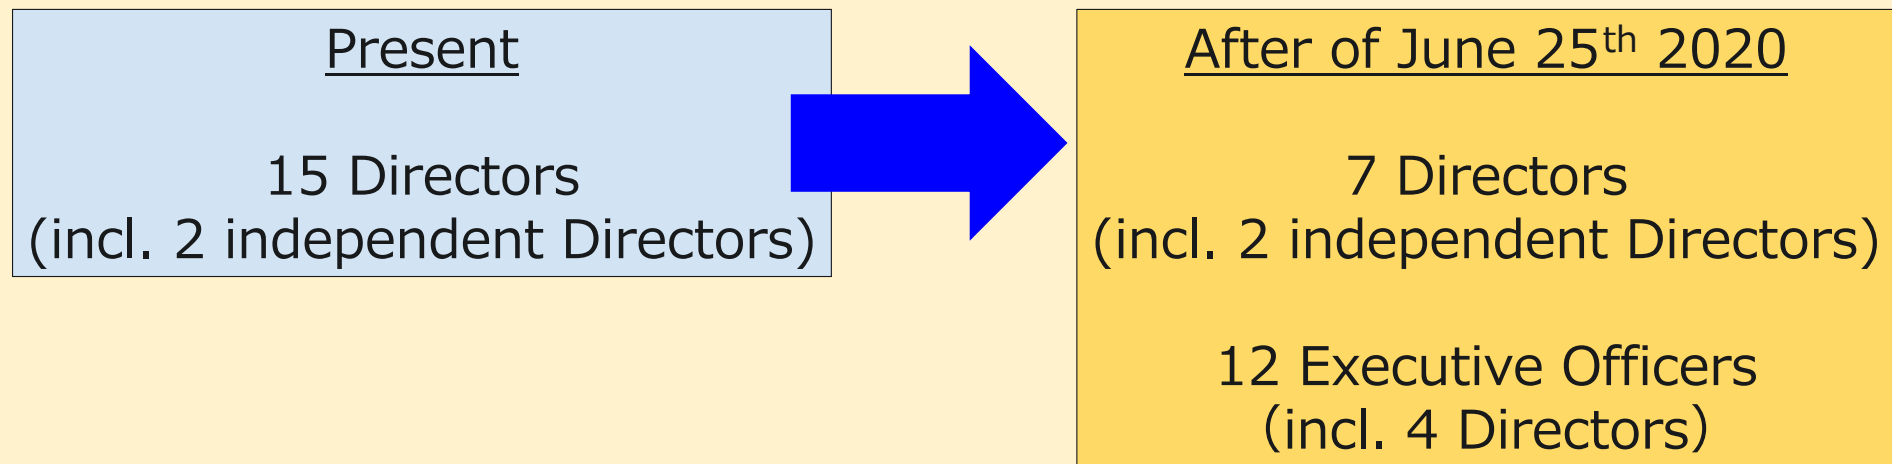 Present
15 Directors
(incl. 2 independent Directors)
After of June 25th 2020
7 Directors
(incl. 2 independent Directors)
12 Executive Officers
(incl. 4 Directors)